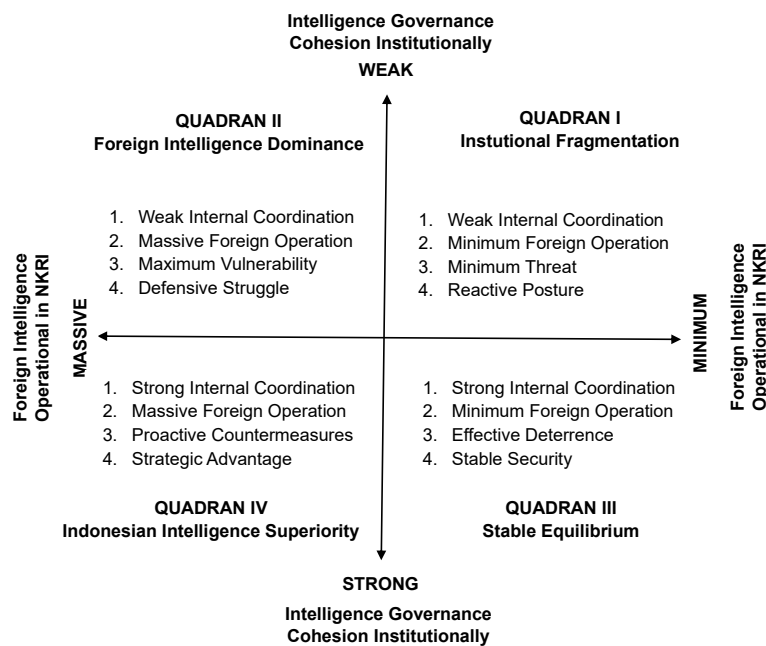 Intelligence Governance
Cohesion Institutionally
WEAK
QUADRAN II
Foreign Intelligence Dominance
1. Weak Internal Coordination
2. Massive Foreign Operation
3. Maximum Vulnerability
4. Defensive Struggle
QUADRAN I
Instutional Fragmentation
1. Weak Internal Coordination
2. Minimum Foreign Operation
3. Minimum Threat
4. Reactive Posture
Foreign Intelligence
Operational in NKRI
MASSIVE
MINIMUM
Foreign Intelligence
Operational in NKRI
1. Strong Internal Coordination
2. Massive Foreign Operation
3. Proactive Countermeasures
4. Strategic Advantage
QUADRAN IV
Indonesian Intelligence Superiority
1. Strong Internal Coordination
2. Minimum Foreign Operation
3. Effective Deterrence
4. Stable Security
QUADRAN III
Stable Equilibrium
STRONG
Intelligence Governance
Cohesion Institutionally